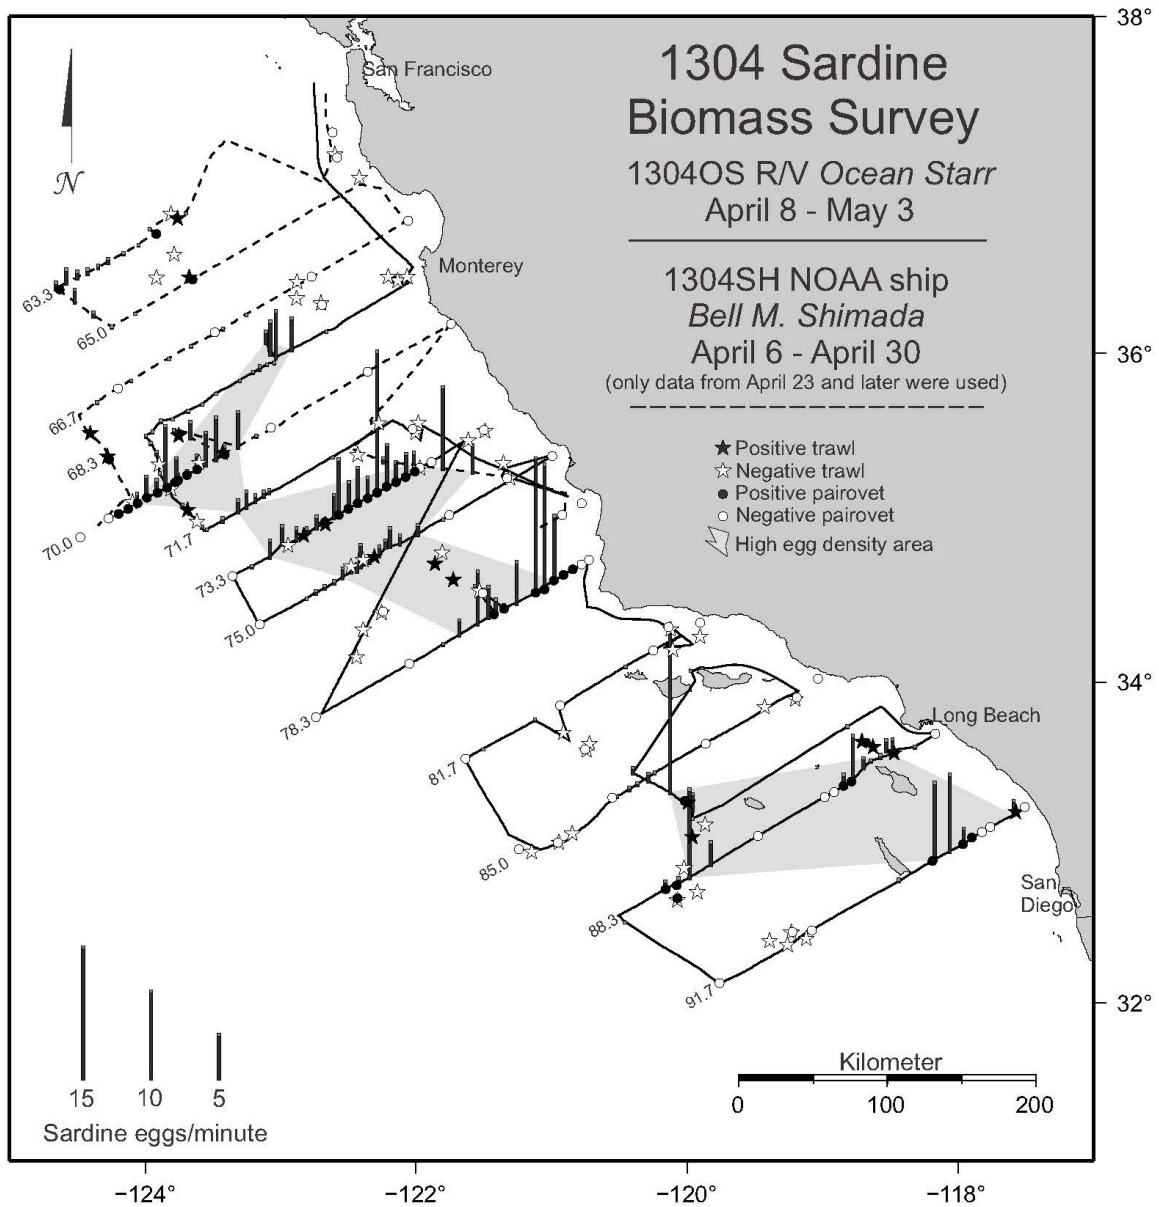 38°
San Francisco
1304 Sardine
Biomass Survey
1304OS R/V Ocean Starr
April 8 - May 3
N
Monterey
1304SH NOAA ship
Bell M. Shimada
April 6 - April 30
(only data from April 23 and later were used)
36°
63.3
65.0
66.7
68.3
70.0
71.7
73.3
75.0
78.3
81.7
85.0
88.3
91.7
Positive trawl
Negative trawl
Positive pairovet
Negative pairovet
High egg density area
34°
Long Beach
San
Diego
32°
15 10 5
Sardine eggs/minute
Kilometer
0 100 200
−124° −122° −120° −118°